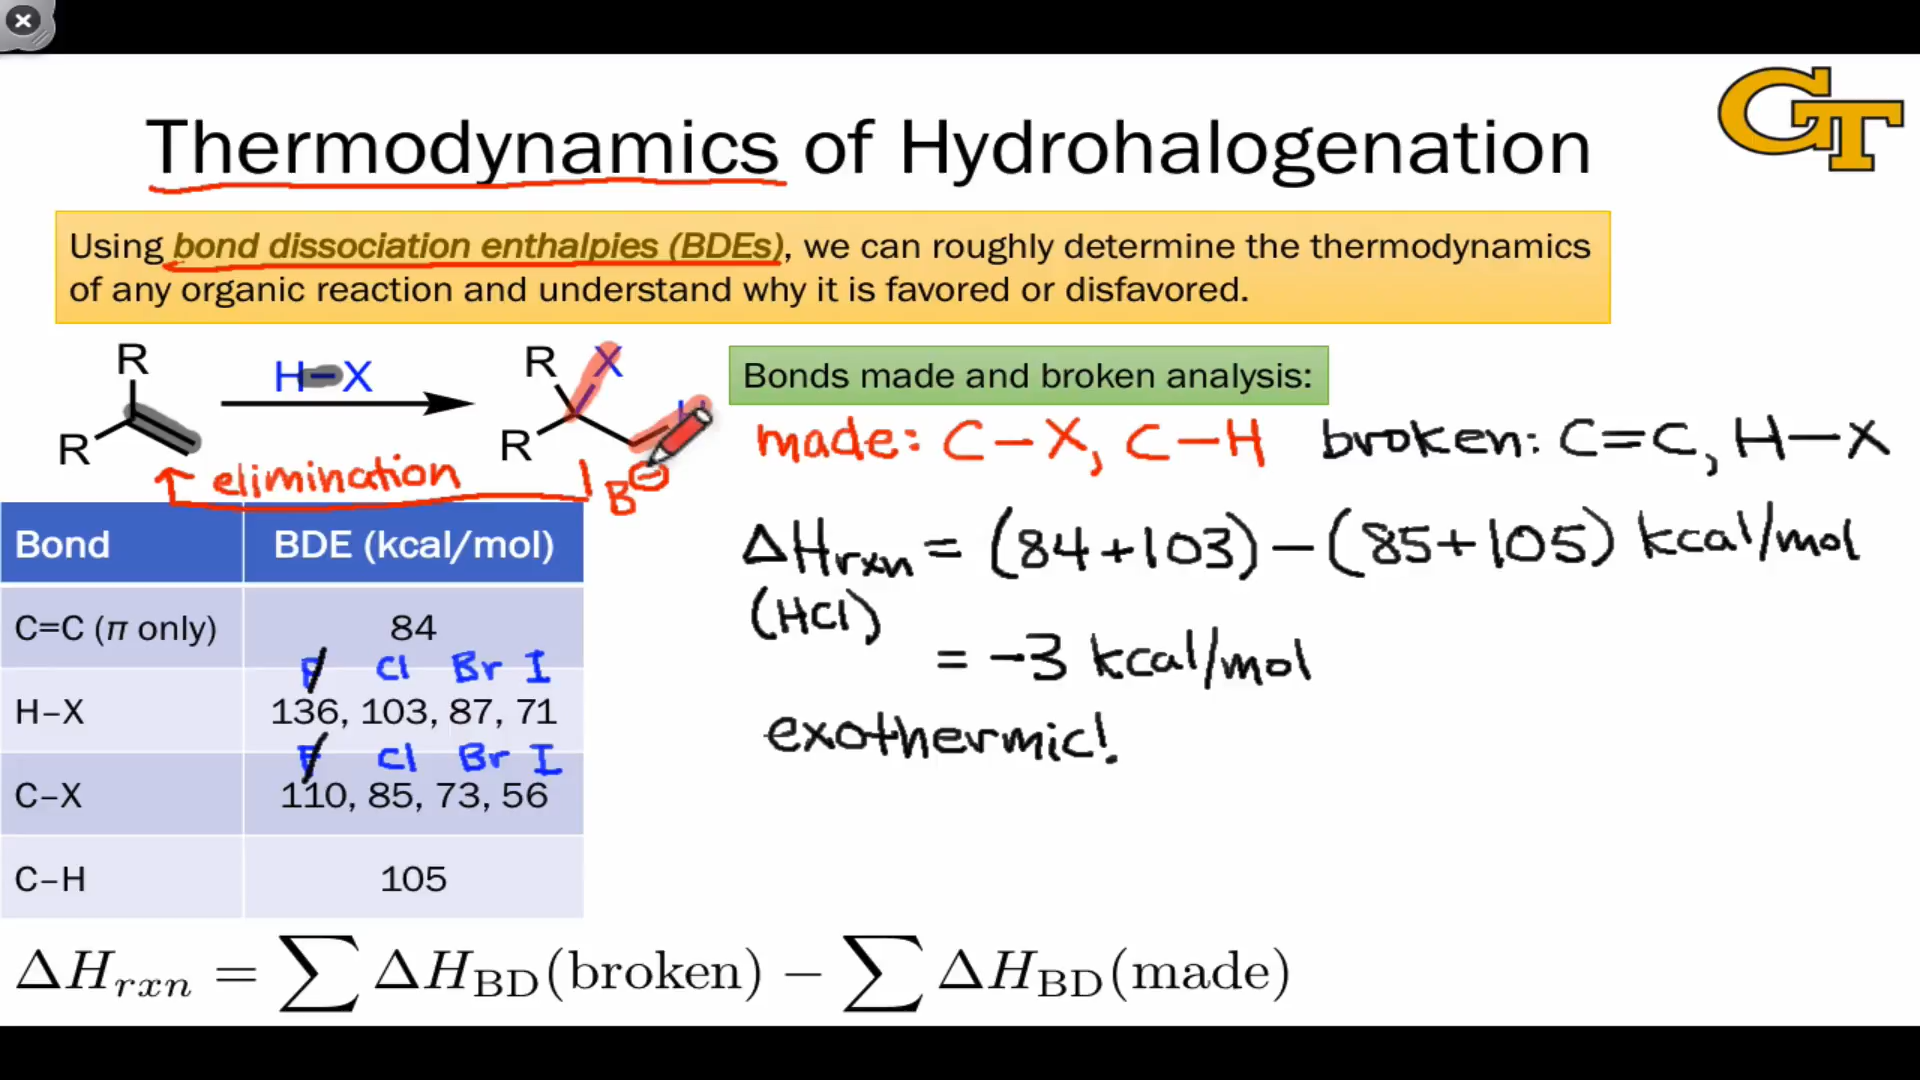 GT
Thermodynamics of Hydrohalogenation
Using bond dissociation enthalpies (BDEs), we can roughly determine the thermodynamics
of any organic reaction and understand why it is favored or disfavored.
R
R
H–X
R
X
R
H
elimination
B⊖
Bonds made and broken analysis:
made: C–X, C–H
broken: C=C, H–X
ΔHrxn = (84+103) – (85+105) kcal/mol
(HCl)
= -3 kcal/mol
exothermic!
Bond BDE (kcal/mol)
C=C (π only) 84
F Cl Br I
H–X 136, 103, 87, 71
F Cl Br I
C–X 110, 85, 73, 56
C–H 105
ΔHrxn = ∑ ΔHBD(broken) − ∑ ΔHBD(made)